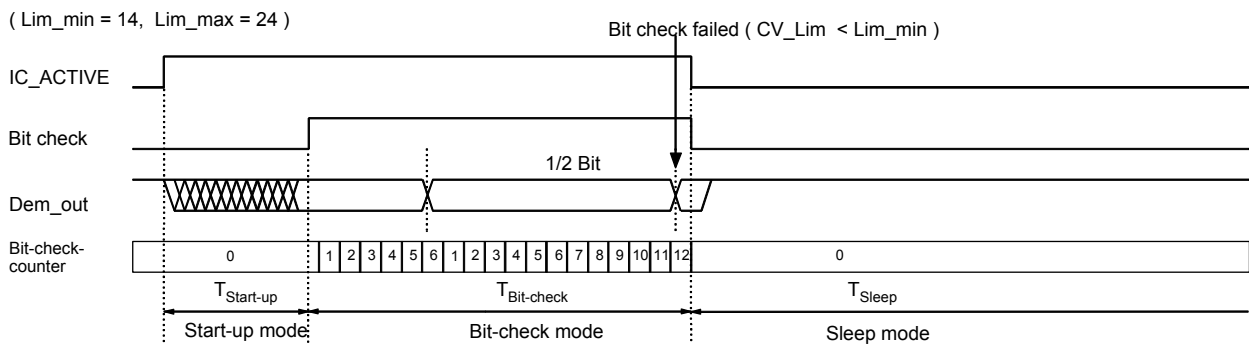 ( Lim_min = 14, Lim_max = 24 )
Bit check failed ( CV_Lim < Lim_min )
IC_ACTIVE
Bit check
1/2 Bit
Dem_out
Bit-check-
counter
0 1 2 3 4 5 6 1 2 3 4 5 6 7 8 9 10 11 12 0
TStart-up TBit-check TSleep
Start-up mode Bit-check mode Sleep mode